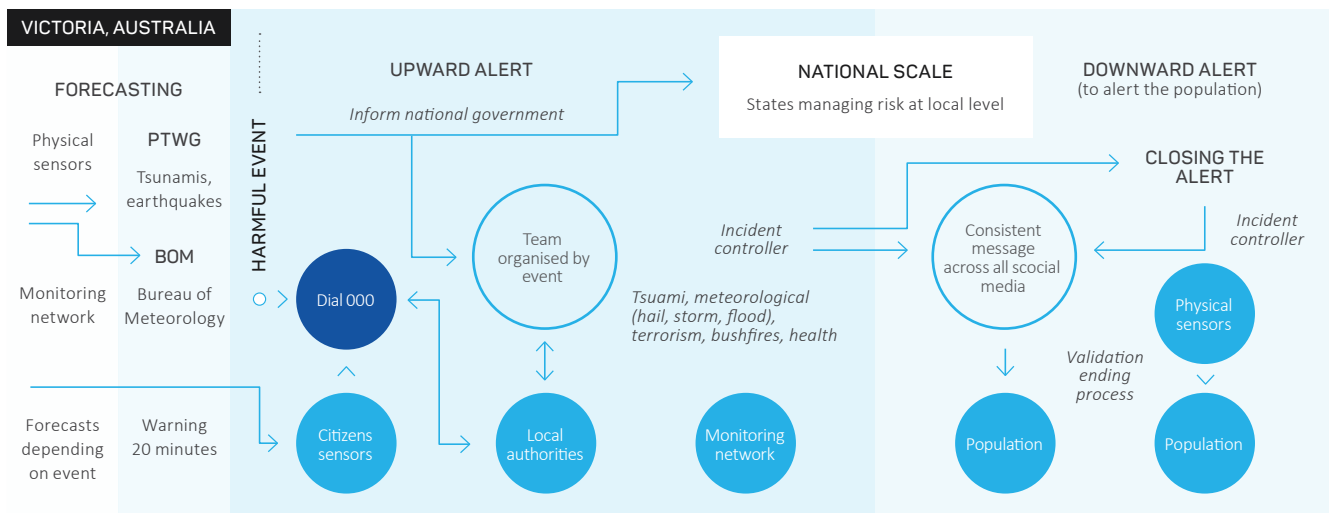 VICTORIA, AUSTRALIA
FORECASTING
Physical
sensors
PTWG
Tsunamis,
earthquakes
BOM
Monitoring
network
Bureau of
Meteorology
Forecasts
depending
on event
Warning
20 minutes
HARMFUL EVENT
UPWARD ALERT
Inform national government
Dial 000
Citizens
sensors
Team
organised by
event
Local
authorities
NATIONAL SCALE
States managing risk at local level
Incident
controller
Tsuami, meteorological
(hail, storm, flood),
terrorism, bushfires, health
Monitoring
network
DOWNWARD ALERT
(to alert the population)
CLOSING THE
ALERT
Consistent
message
across all scocial
media
Incident
controller
Physical
sensors
Validation
ending
process
Population
Population